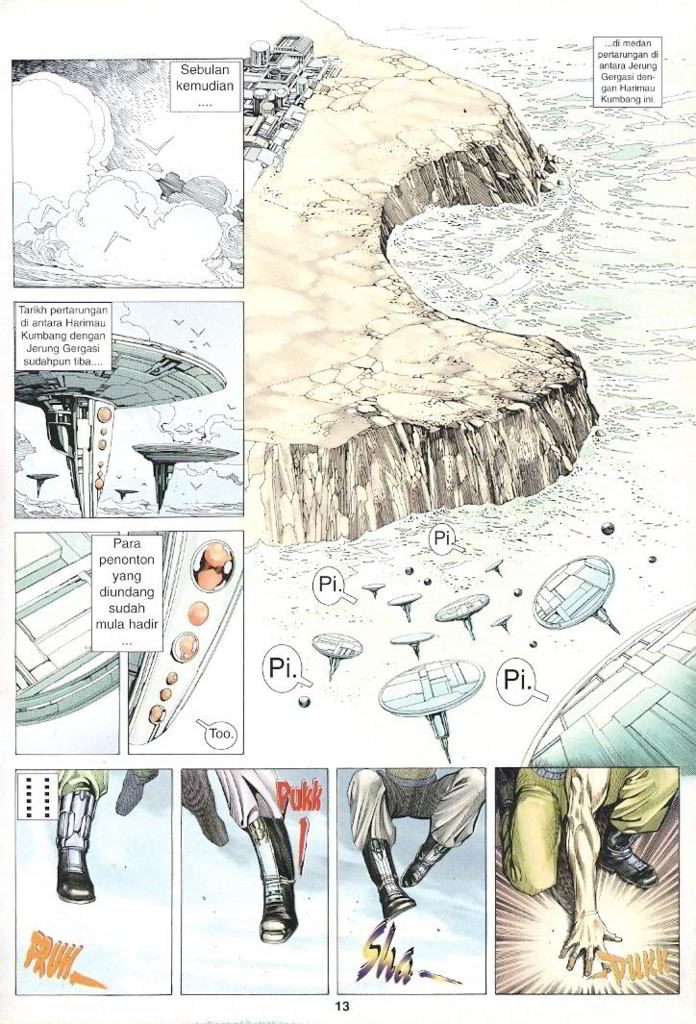 Sebulan
kemudian
....
...di medan
pertarungan di
antara Jerung
Gergasi den-
gan Harimau
Kumbang ini.
Tarikh pertarungan
di antara Harimau
Kumbang dengan
Jerung Gergasi
sudahpun tiba....
Para
penonton
yang
diundang
sudah
mula hadir
...
Too.
Pi.
Pi.
Pi.
Pi.
FRUH
Pukk
!
Sha
PUKK
13